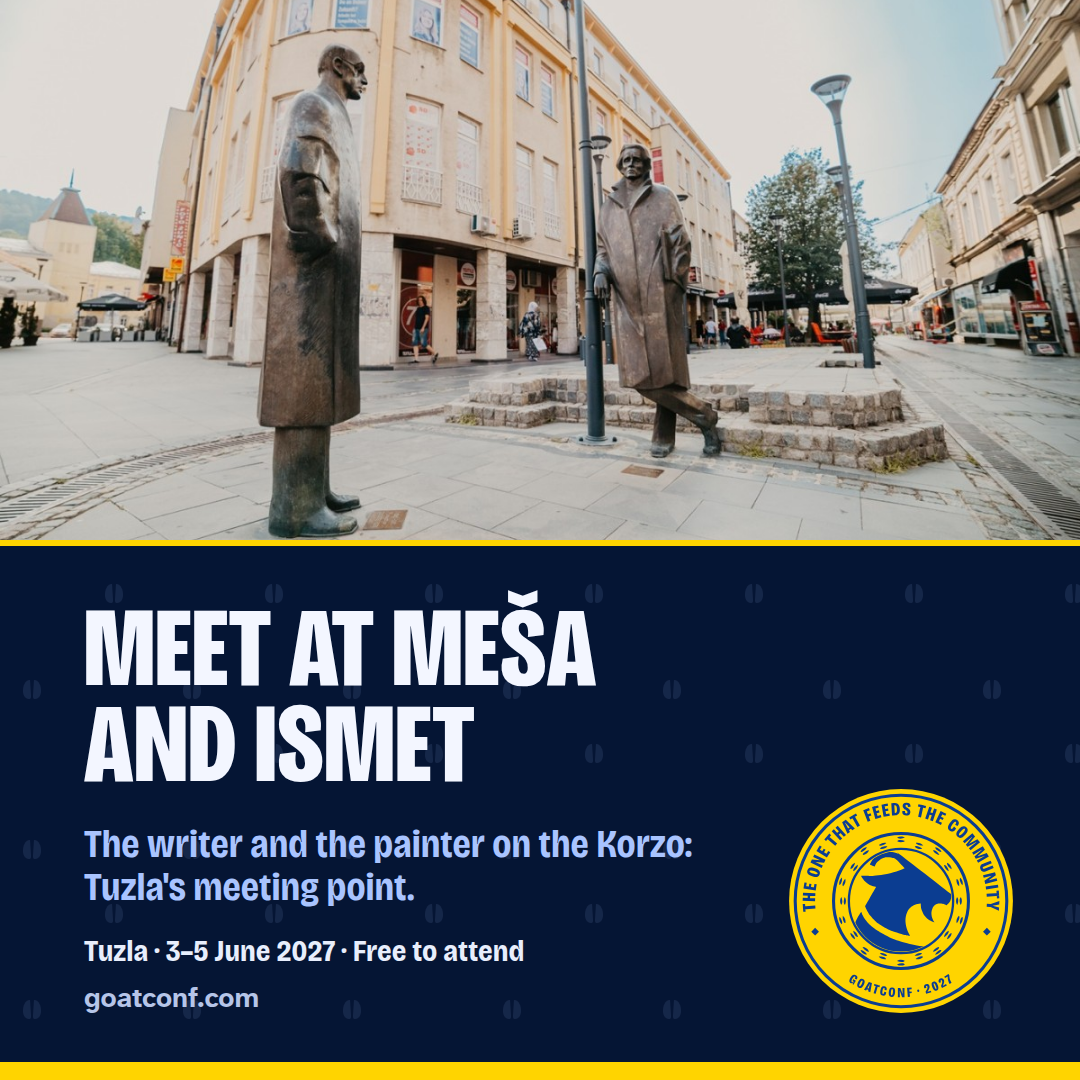 MEET AT MEŠA
AND ISMET
The writer and the painter on the Korzo:
Tuzla's meeting point.
Tuzla · 3–5 June 2027 · Free to attend
goatconf.com
THE ONE THAT FEEDS THE COMMUNITY
GOATCONF · 2027